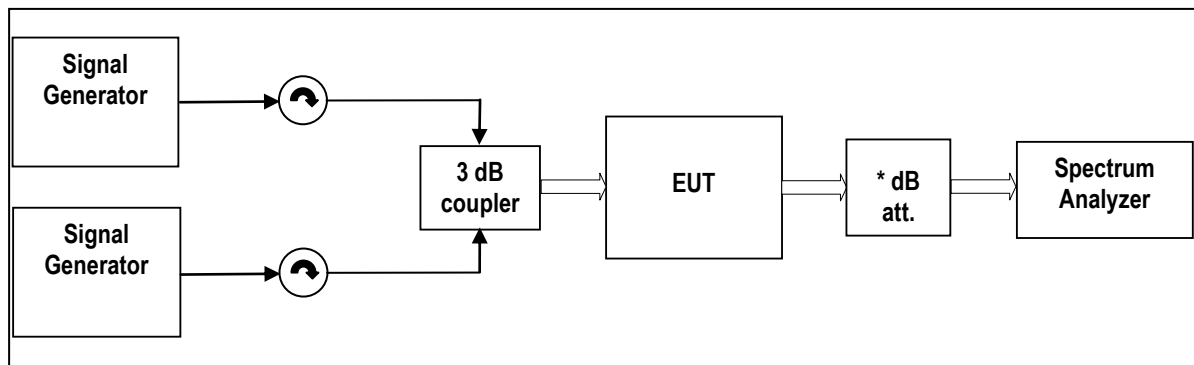 Signal
Generator
3 dB
coupler
EUT
* dB
att.
Spectrum
Analyzer
Signal
Generator